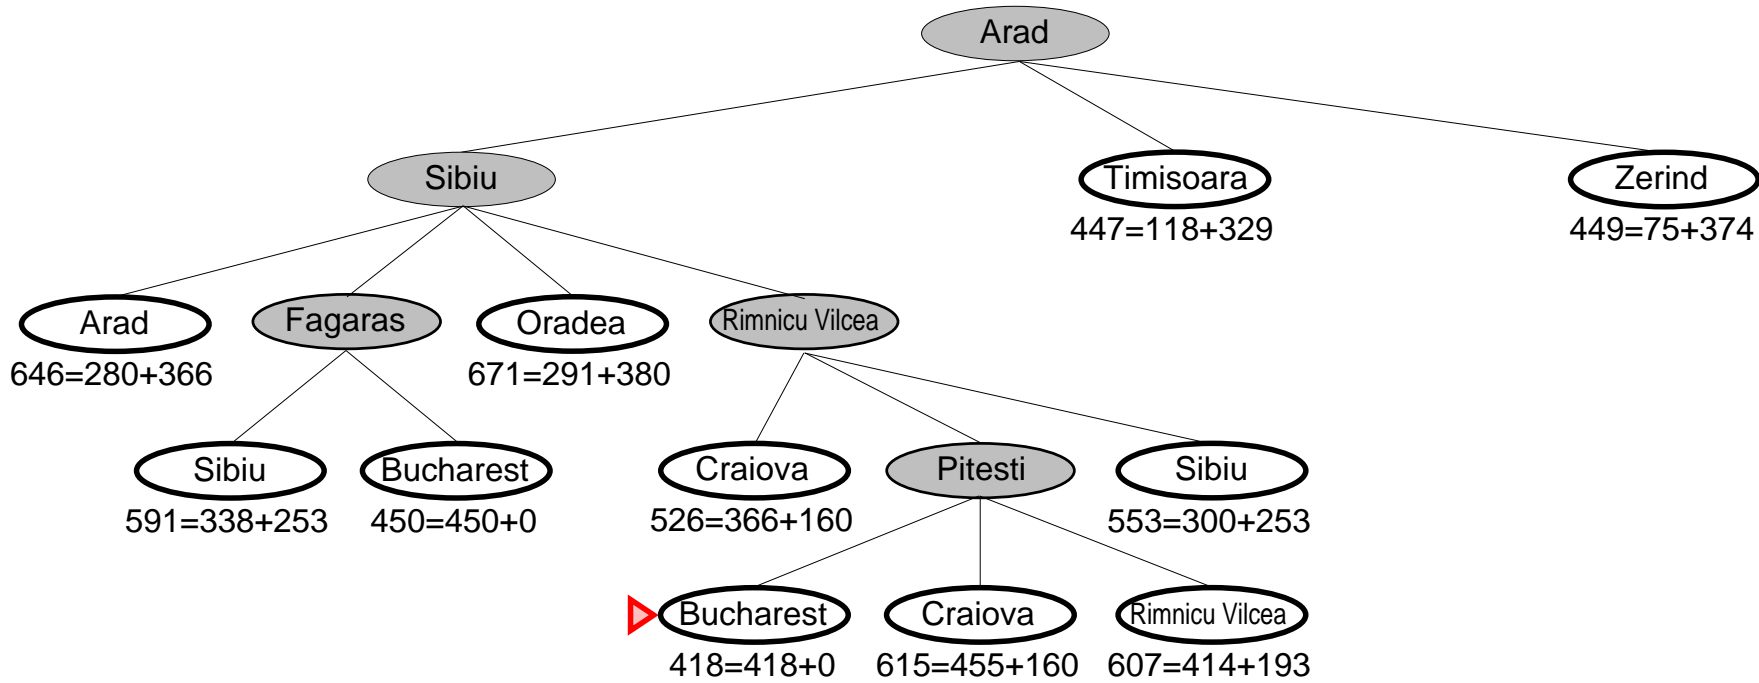 Arad
Sibiu
Timisoara
Zerind
447=118+329
449=75+374
Arad
Fagaras
Oradea
Rimnicu Vilcea
646=280+366
671=291+380
Sibiu
Bucharest
Craiova
Pitesti
Sibiu
591=338+253
450=450+0
526=366+160
553=300+253
Bucharest
Craiova
Rimnicu Vilcea
418=418+0
615=455+160
607=414+193